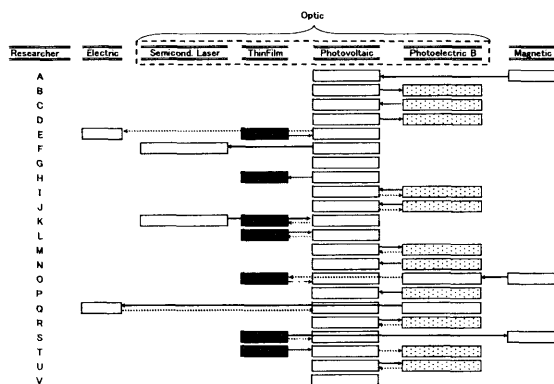 Optic
Researcher Electric Semicond. Laser ThinFilm Photovoltaic Photoelectric B Magnetic
A
B
C
D
E
F
G
H
I
J
K
L
M
N
O
P
Q
R
S
T
U
V